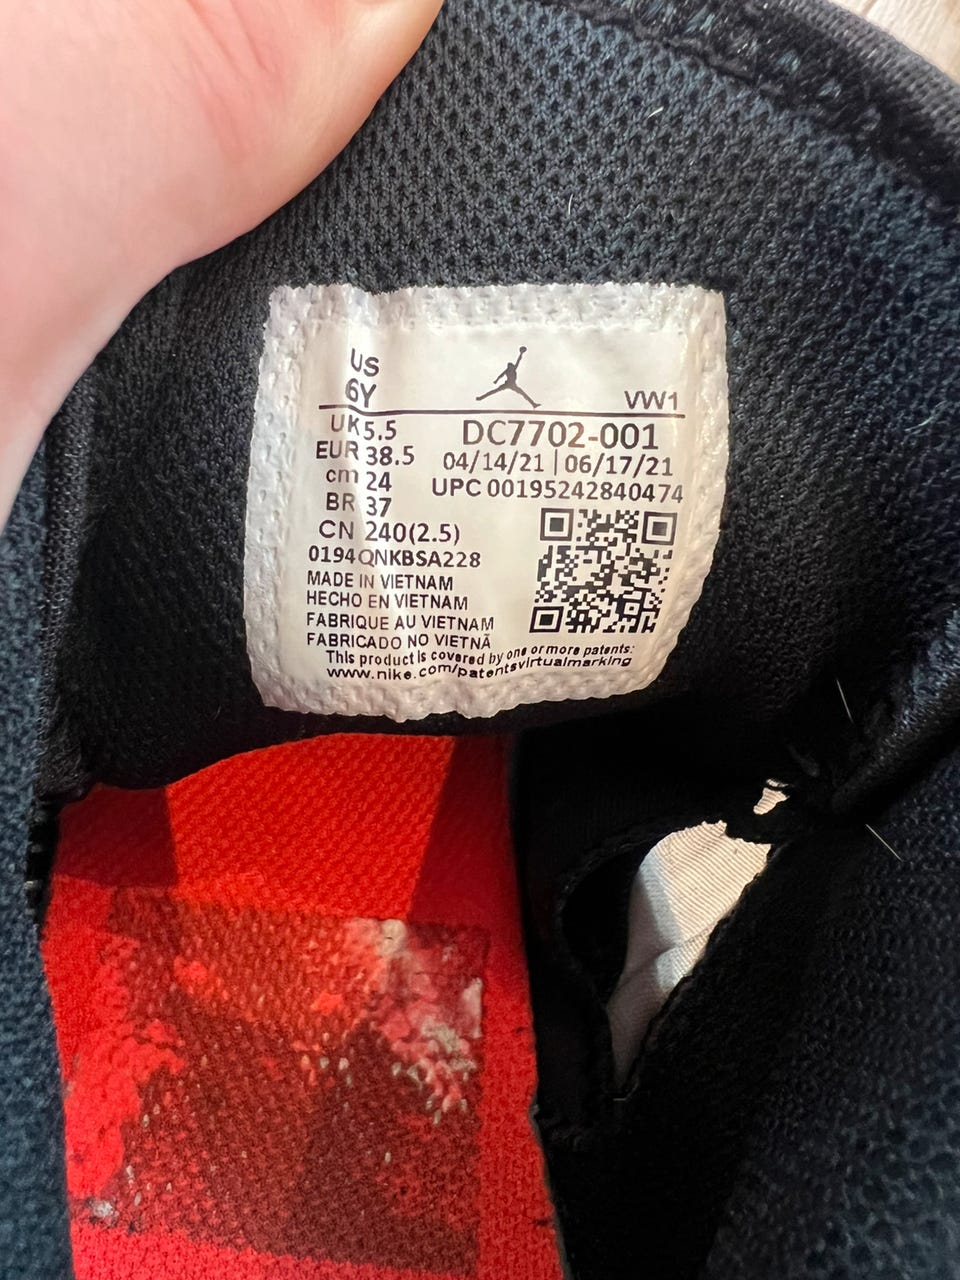 US
6Y
VW1
UK 5.5
EUR 38.5
cm 24
BR 37
CN 240(2.5)
DC7702-001
04/14/21 | 06/17/21
UPC 00195242840474
0194QNKBSA228
MADE IN VIETNAM
HECHO EN VIETNAM
FABRIQUE AU VIETNAM
FABRICADO NO VIETNÃ
This product is covered by one or more patents:
www.nike.com/patentsvirtualmarking